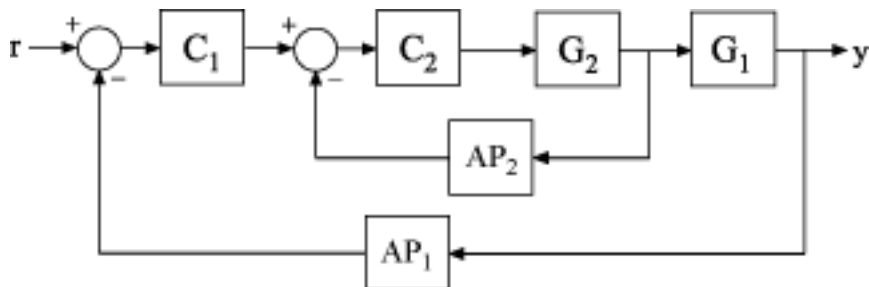 r + − C₁ + − C₂ G₂ G₁ y
AP₂
AP₁